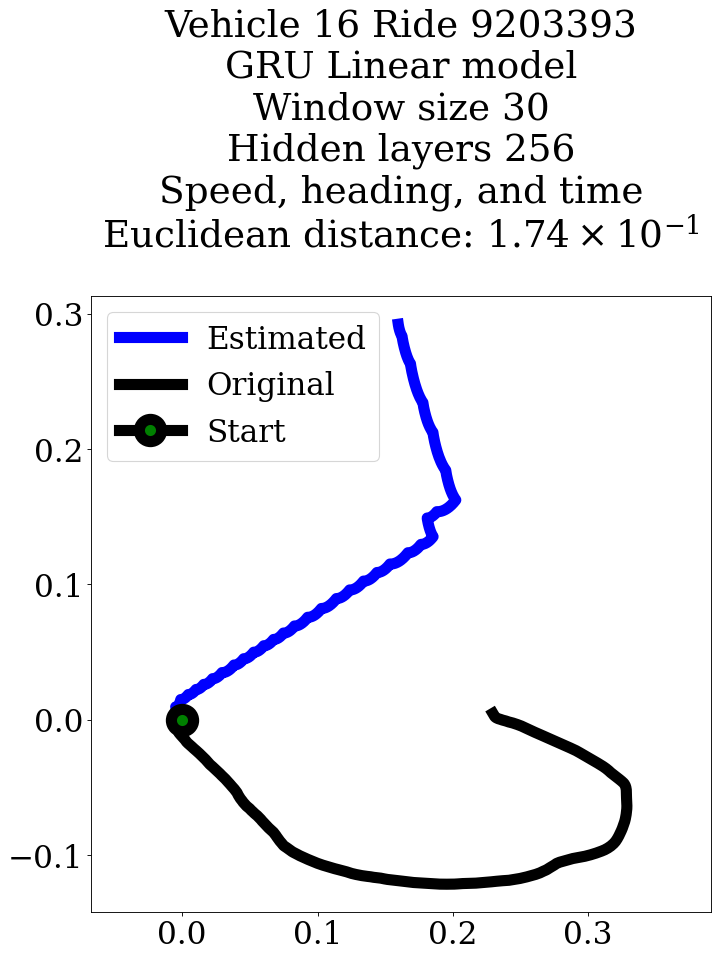 Vehicle 16 Ride 9203393
GRU Linear model
Window size 30
Hidden layers 256
Speed, heading, and time
Euclidean distance: 1.74 × 10⁻¹
0.3
0.2
0.1
0.0
−0.1
Estimated
Original
Start
0.0 0.1 0.2 0.3